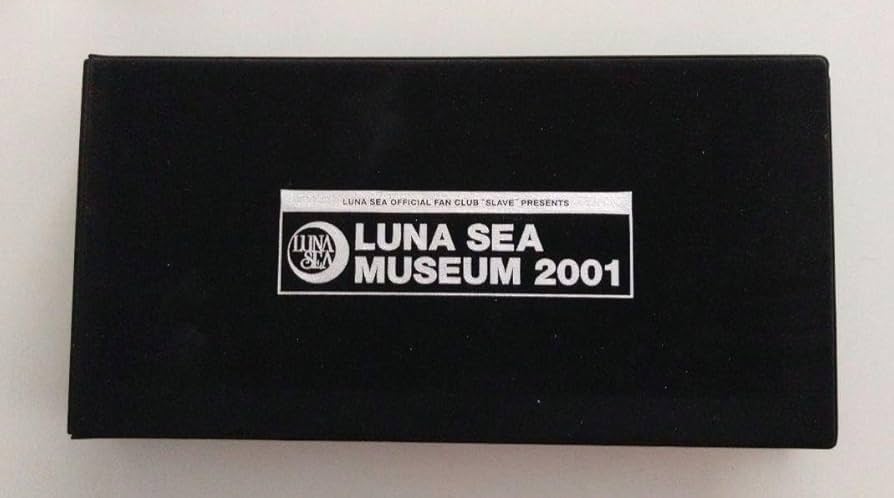 LUNA SEA OFFICIAL FAN CLUB "SLAVE" PRESENTS
LUNA
SEA
LUNA SEA
MUSEUM 2001